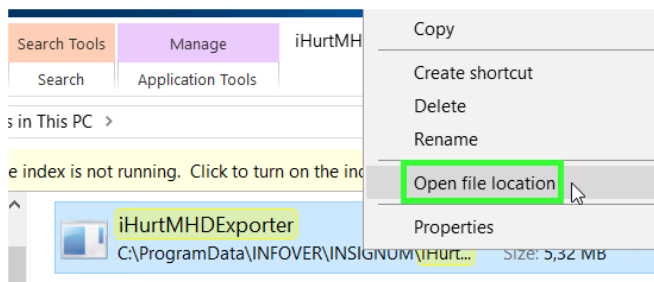 Search Tools Manage iHurtMH
Search Application Tools
s in This PC >
e index is not running. Click to turn on the ind
iHurtMHDExporter
C:\ProgramData\INFOVER\INSIGNUM\iHurt... Size: 5,32 MB
Copy
Create shortcut
Delete
Rename
Open file location
Properties